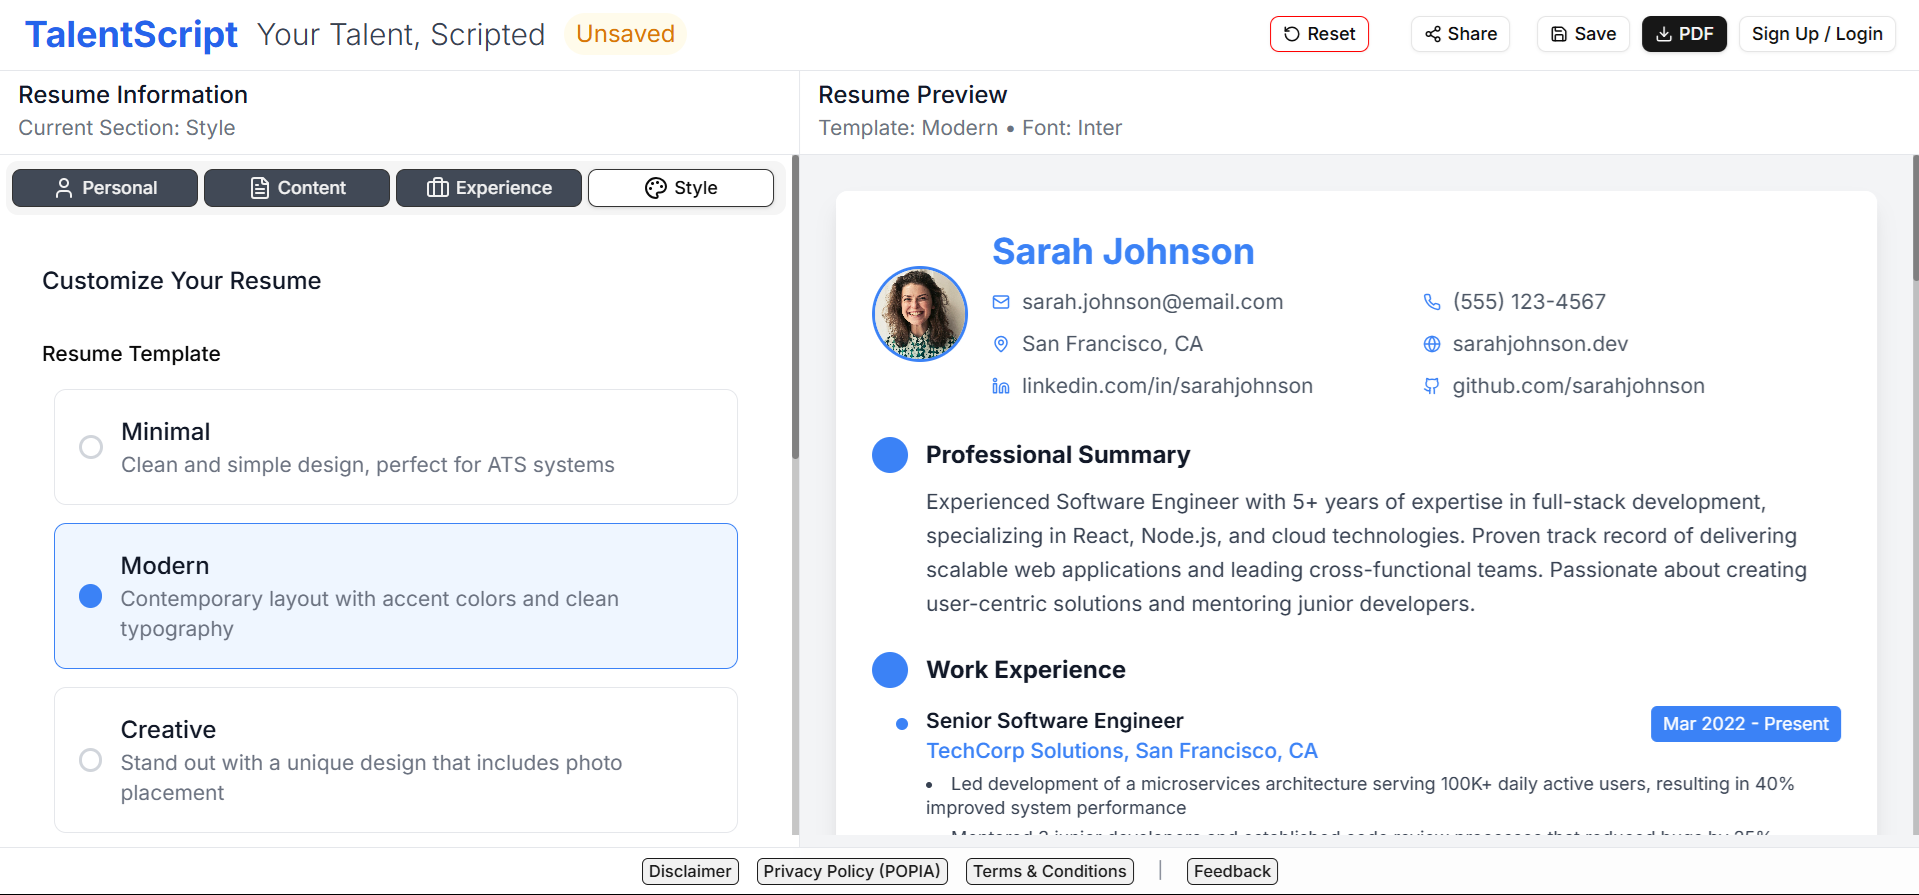 TalentScript Your Talent, Scripted Unsaved Reset Share Save PDF Sign Up / Login
Resume Information
Current Section: Style
Personal Content Experience Style
Customize Your Resume
Resume Template
Minimal
Clean and simple design, perfect for ATS systems
Modern
Contemporary layout with accent colors and clean
typography
Creative
Stand out with a unique design that includes photo
placement
Resume Preview
Template: Modern • Font: Inter
Sarah Johnson
sarah.johnson@email.com (555) 123-4567
San Francisco, CA sarahjohnson.dev
linkedin.com/in/sarahjohnson github.com/sarahjohnson
Professional Summary
Experienced Software Engineer with 5+ years of expertise in full-stack development,
specializing in React, Node.js, and cloud technologies. Proven track record of delivering
scalable web applications and leading cross-functional teams. Passionate about creating
user-centric solutions and mentoring junior developers.
Work Experience
Senior Software Engineer Mar 2022 - Present
TechCorp Solutions, San Francisco, CA
• Led development of a microservices architecture serving 100K+ daily active users, resulting in 40%
improved system performance
Disclaimer Privacy Policy (POPIA) Terms & Conditions | Feedback